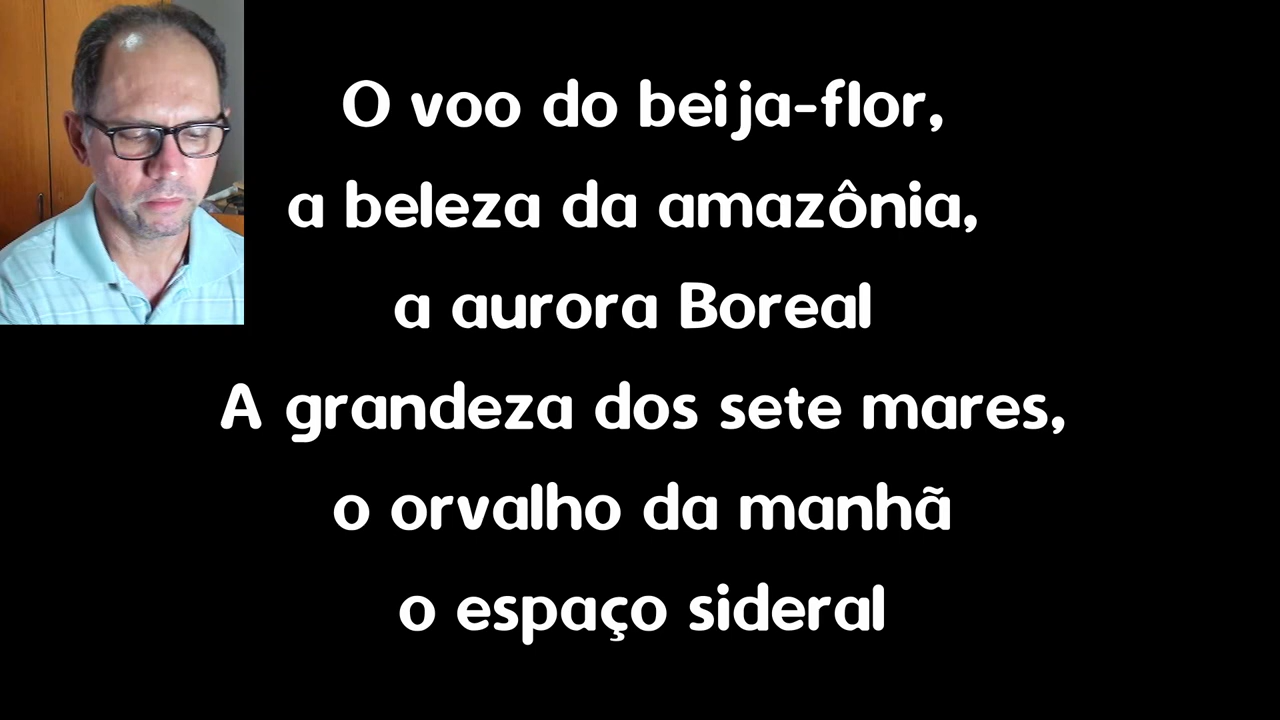 O voo do beija-flor,
a beleza da amazônia,
a aurora Boreal
A grandeza dos sete mares,
o orvalho da manhã
o espaço sideral